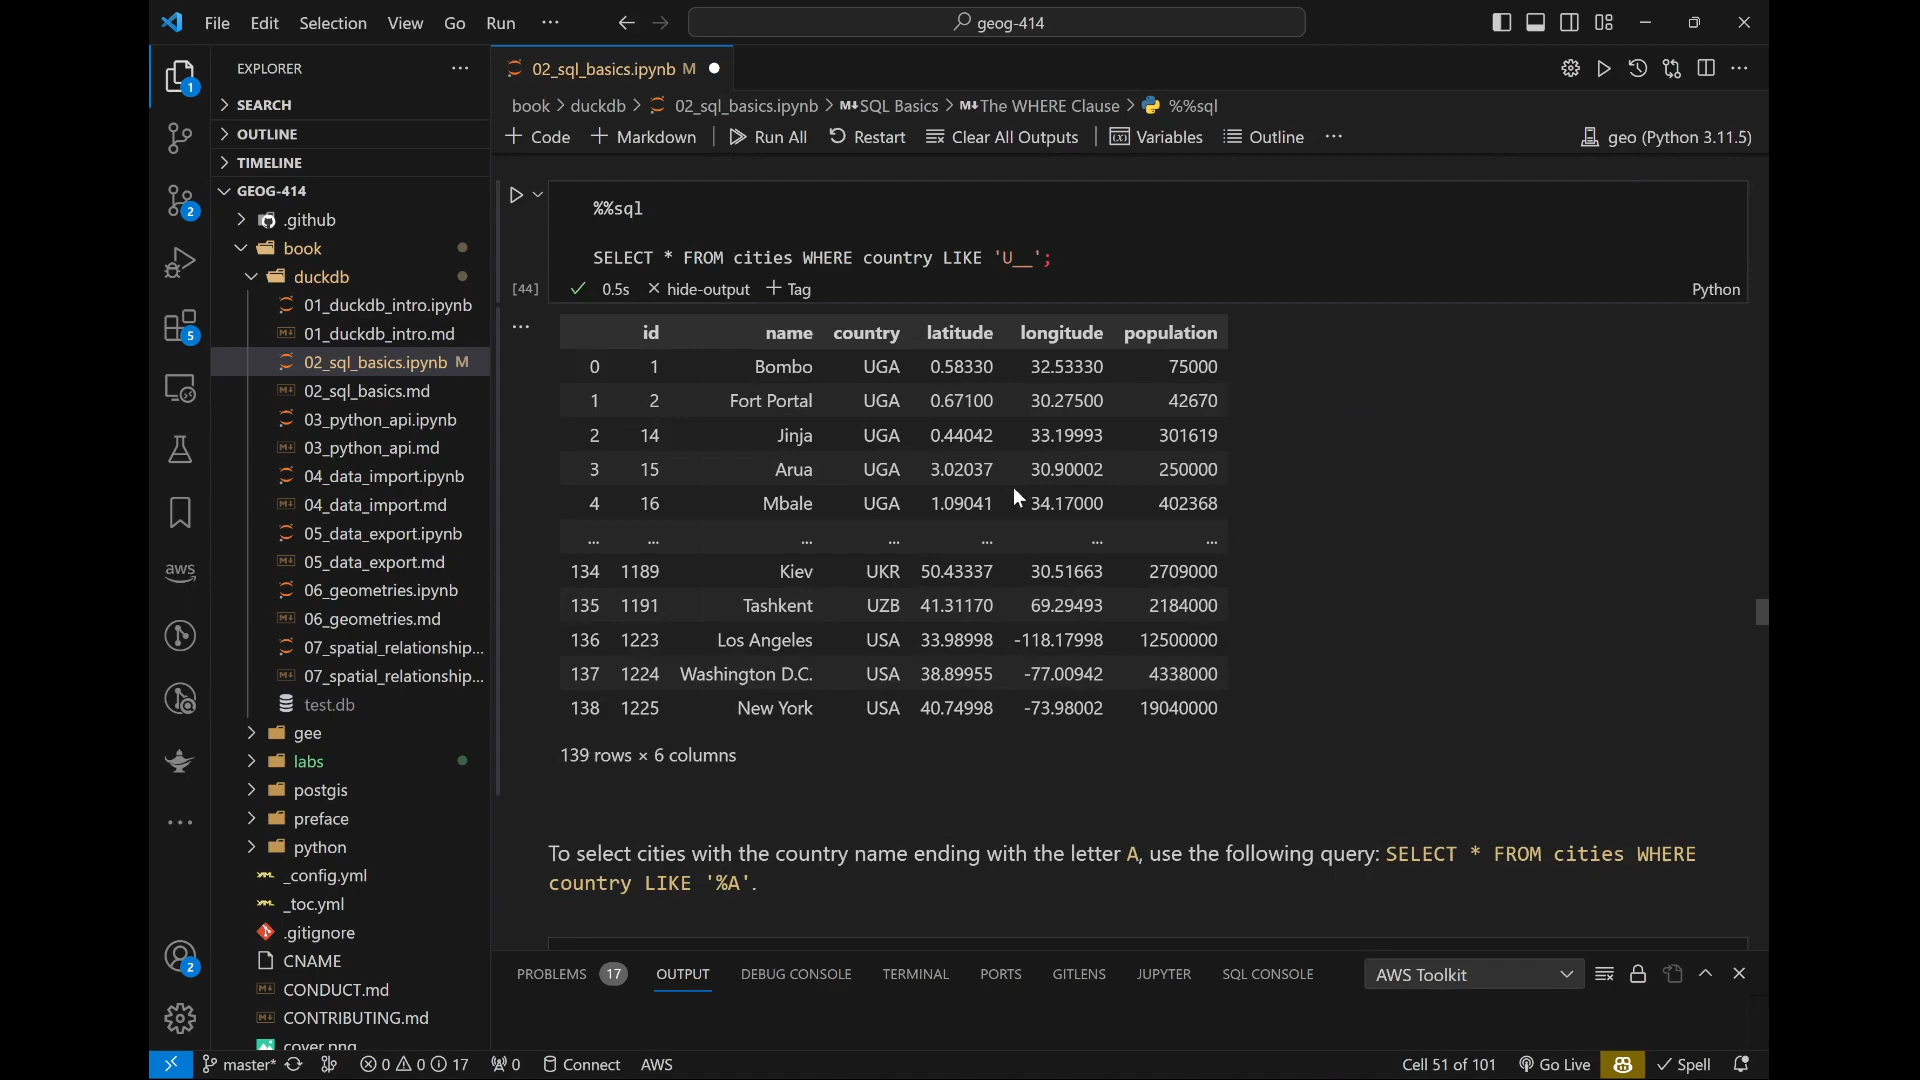 File Edit Selection View Go Run ··· geog-414
EXPLORER ···
SEARCH
OUTLINE
TIMELINE
GEOG-414
.github
book
duckdb
01_duckdb_intro.ipynb
01_duckdb_intro.md
02_sql_basics.ipynb M
02_sql_basics.md
03_python_api.ipynb
03_python_api.md
04_data_import.ipynb
04_data_import.md
05_data_export.ipynb
05_data_export.md
06_geometries.ipynb
06_geometries.md
07_spatial_relationship...
07_spatial_relationship...
test.db
gee
labs
postgis
preface
python
_config.yml
_toc.yml
.gitignore
CNAME
CONDUCT.md
CONTRIBUTING.md
cover.png
1
2
5
aws
2
02_sql_basics.ipynb M
book > duckdb > 02_sql_basics.ipynb > M↓SQL Basics > M↓The WHERE Clause > %%sql
+ Code + Markdown Run All Restart Clear All Outputs Variables Outline ··· geo (Python 3.11.5)
%%sql
SELECT * FROM cities WHERE country LIKE 'U__';
[44] ✓ 0.5s × hide-output + Tag Python
id name country latitude longitude population
0 1 Bombo UGA 0.58330 32.53330 75000
1 2 Fort Portal UGA 0.67100 30.27500 42670
2 14 Jinja UGA 0.44042 33.19993 301619
3 15 Arua UGA 3.02037 30.90002 250000
4 16 Mbale UGA 1.09041 34.17000 402368
... ... ... ... ... ... ...
134 1189 Kiev UKR 50.43337 30.51663 2709000
135 1191 Tashkent UZB 41.31170 69.29493 2184000
136 1223 Los Angeles USA 33.98998 -118.17998 12500000
137 1224 Washington D.C. USA 38.89955 -77.00942 4338000
138 1225 New York USA 40.74998 -73.98002 19040000
139 rows × 6 columns
To select cities with the country name ending with the letter A, use the following query: SELECT * FROM cities WHERE
country LIKE '%A'.
PROBLEMS 17 OUTPUT DEBUG CONSOLE TERMINAL PORTS GITLENS JUPYTER SQL CONSOLE AWS Toolkit
master* 0 0 17 0 Connect AWS Cell 51 of 101 Go Live Spell